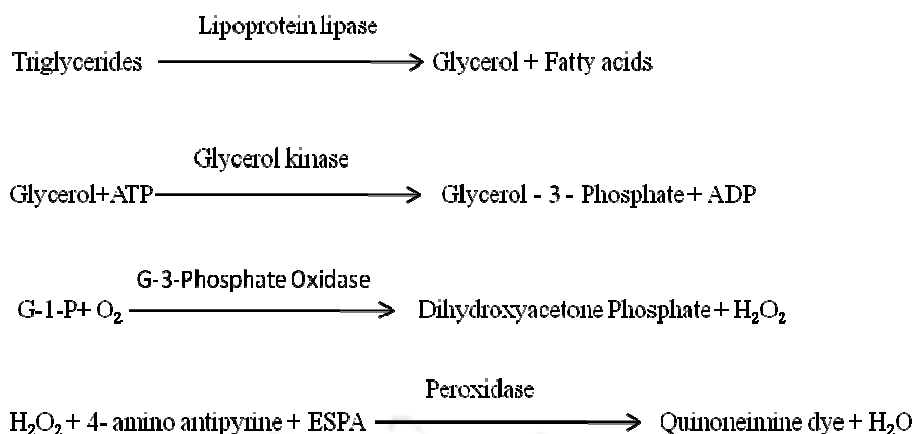 Lipoprotein lipase
Triglycerides Glycerol + Fatty acids
Glycerol kinase
Glycerol+ATP Glycerol - 3 - Phosphate + ADP
G-3-Phosphate Oxidase
G-1-P+ O₂ Dihydroxyacetone Phosphate + H₂O₂
Peroxidase
H₂O₂ + 4- amino antipyrine + ESPA Quinoneimine dye + H₂O